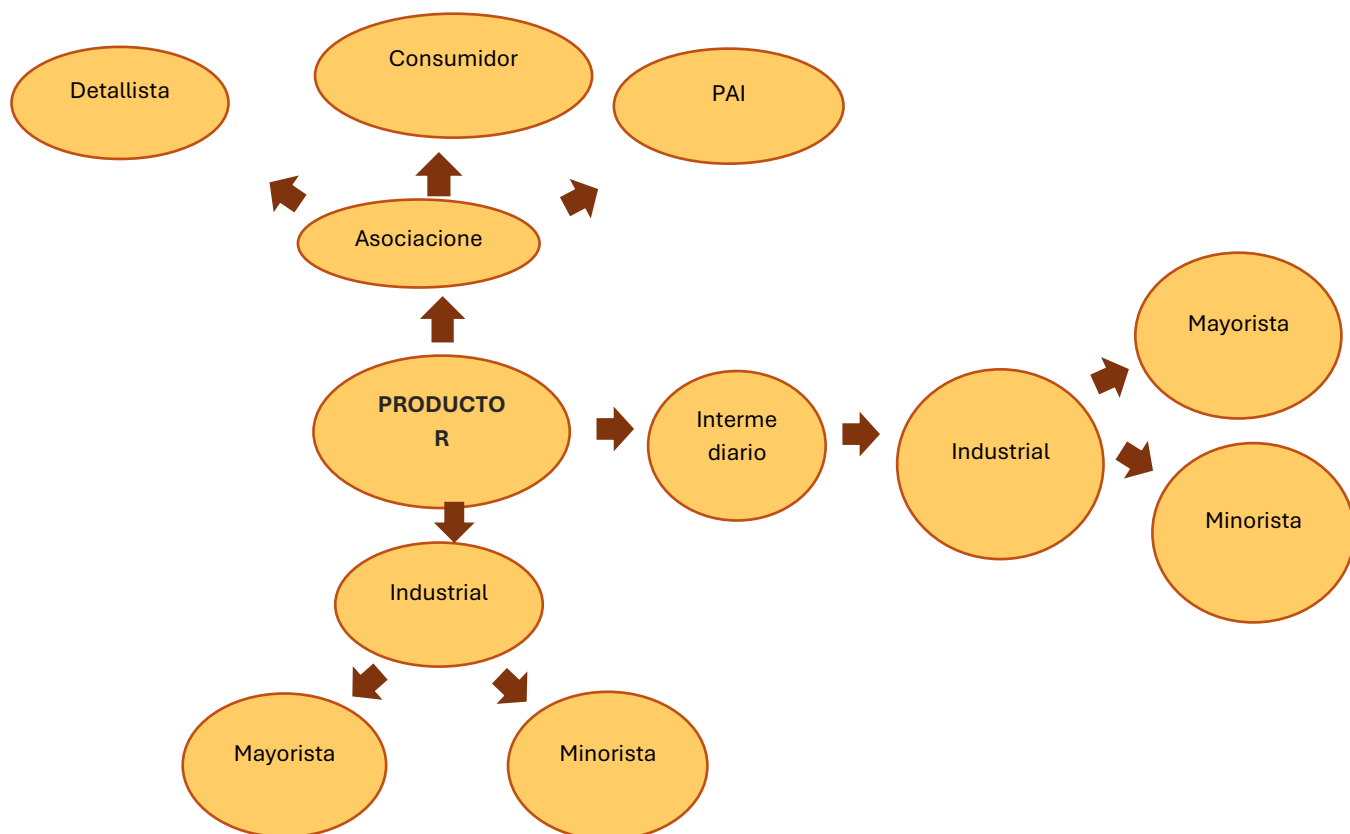 Consumidor
Detallista
PAI
Asociacione
Mayorista
PRODUCTO
R
Interme
diario
Industrial
Minorista
Industrial
Mayorista
Minorista